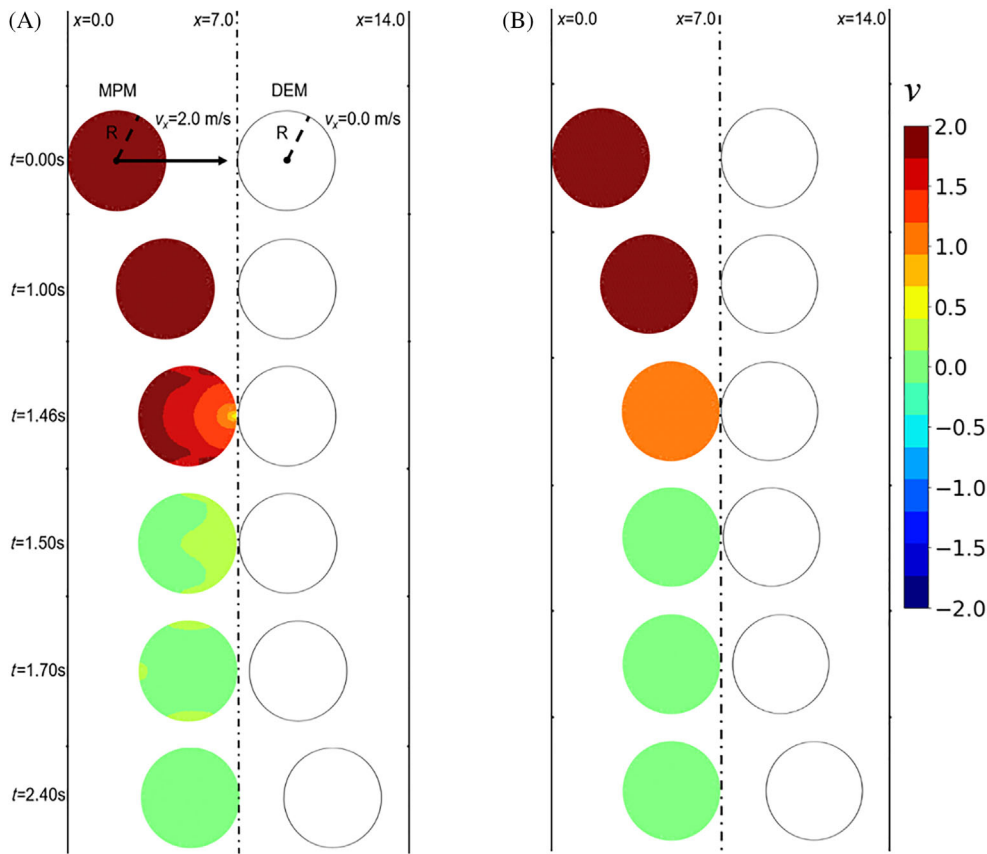 (A) x=0.0 x=7.0 x=14.0
MPM DEM
R vₓ=2.0 m/s R vₓ=0.0 m/s
t=0.00s
t=1.00s
t=1.46s
t=1.50s
t=1.70s
t=2.40s
(B) x=0.0 x=7.0 x=14.0
v
2.0
1.5
1.0
0.5
0.0
−0.5
−1.0
−1.5
−2.0